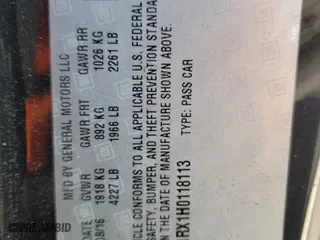 MFD BY GENERAL MOTORS LLC
DATE GVWR GAWR FRT GAWR RR
08/16 1918 KG 892 KG 1026 KG
4227 LB 1966 LB 2261 LB
CLE CONFORMS TO ALL APPLICABLE U.S. FEDERAL
SAFETY, BUMPER, AND THEFT PREVENTION STANDA
ON THE DATE OF MANUFACTURE SHOWN ABOVE.
RX1H0118113 TYPE: PASS CAR